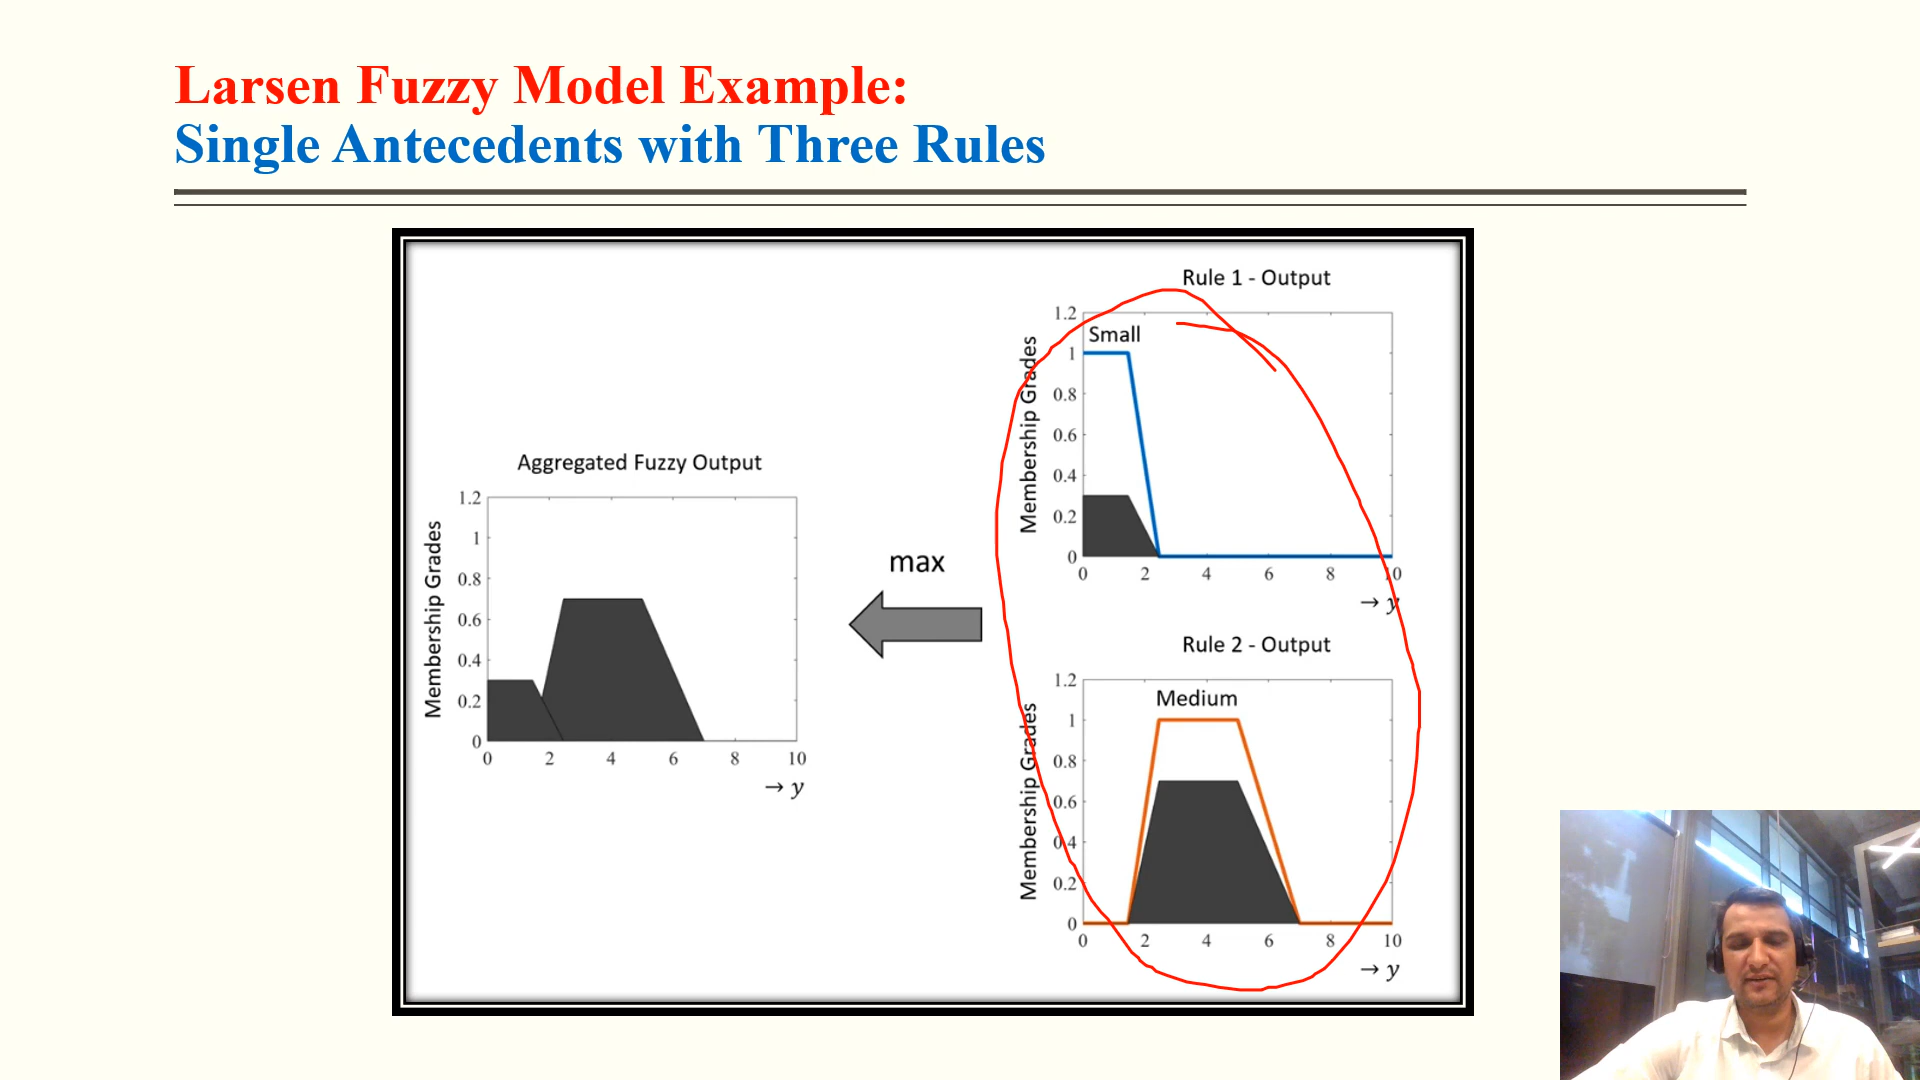 Larsen Fuzzy Model Example:
Single Antecedents with Three Rules
Aggregated Fuzzy Output
Membership Grades
1.2
1
0.8
0.6
0.4
0.2
0
0 2 4 6 8 10
→ y
max
Rule 1 - Output
Membership Grades
1.2
1
0.8
0.6
0.4
0.2
0
Small
0 2 4 6 8 10
→ y
Rule 2 - Output
Membership Grades
1.2
1
0.8
0.6
0.4
0.2
0
Medium
0 2 4 6 8 10
→ y